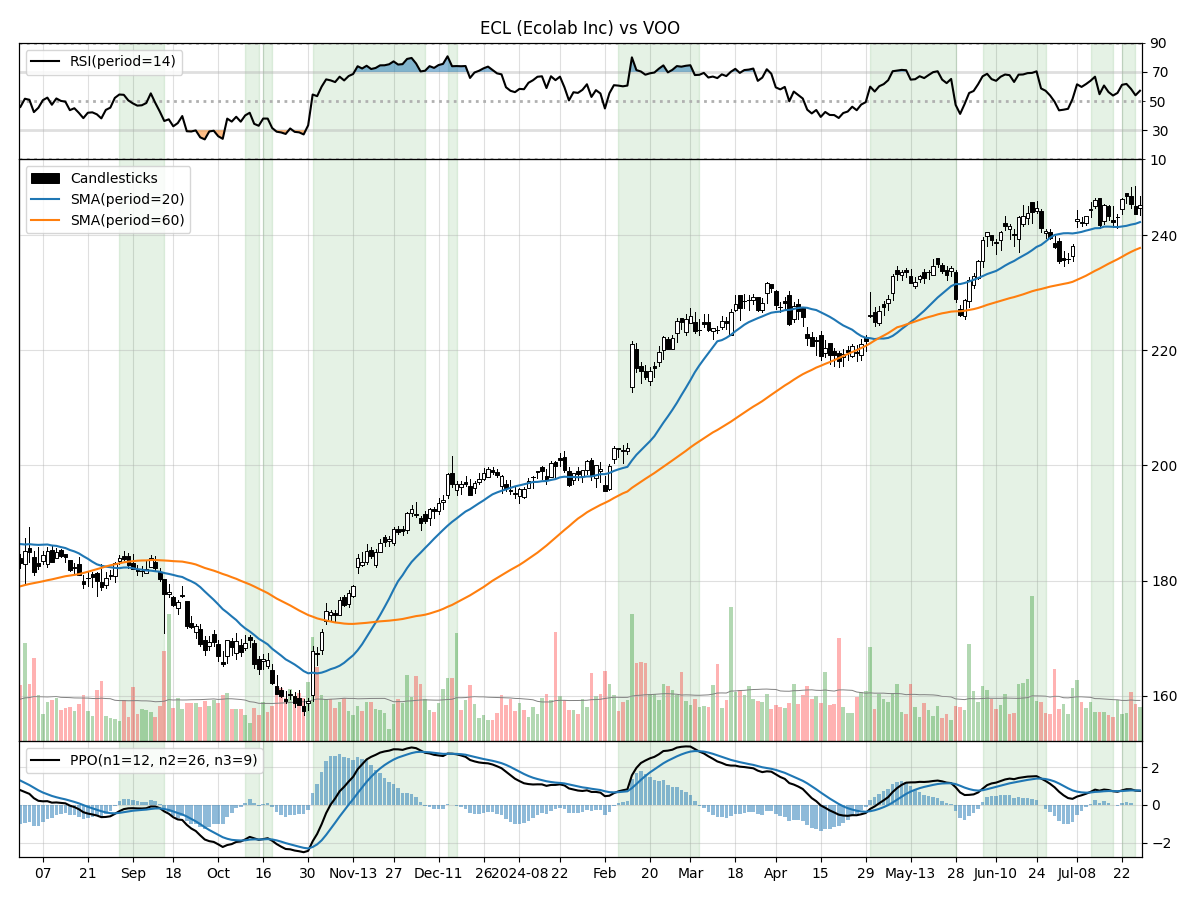 ECL (Ecolab Inc) vs VOO
RSI(period=14)
90
70
50
30
10
Candlesticks
SMA(period=20)
SMA(period=60)
240
220
200
180
160
PPO(n1=12, n2=26, n3=9)
2
0
−2
07 21 Sep 18 Oct 16 30 Nov-13 27 Dec-11 26 2024-08 22 Feb 20 Mar 18 Apr 15 29 May-13 28 Jun-10 24 Jul-08 22